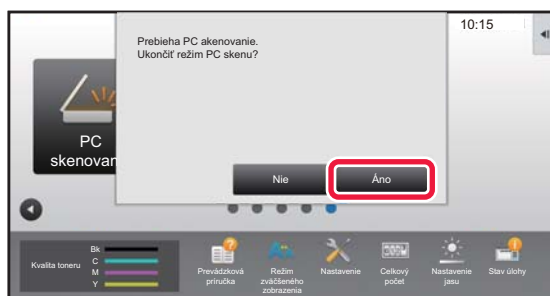 10:15
Prebieha PC akenovanie.
Ukončiť režim PC skenu?
PC
skenovan
Nie
Áno
Kvalita toneru
Bk
C
M
Y
Prevádzková
príručka
Režim
zväčšeného
zobrazenia
Nastavenie
Celkový
počet
Nastavenie
jasu
Stav úlohy